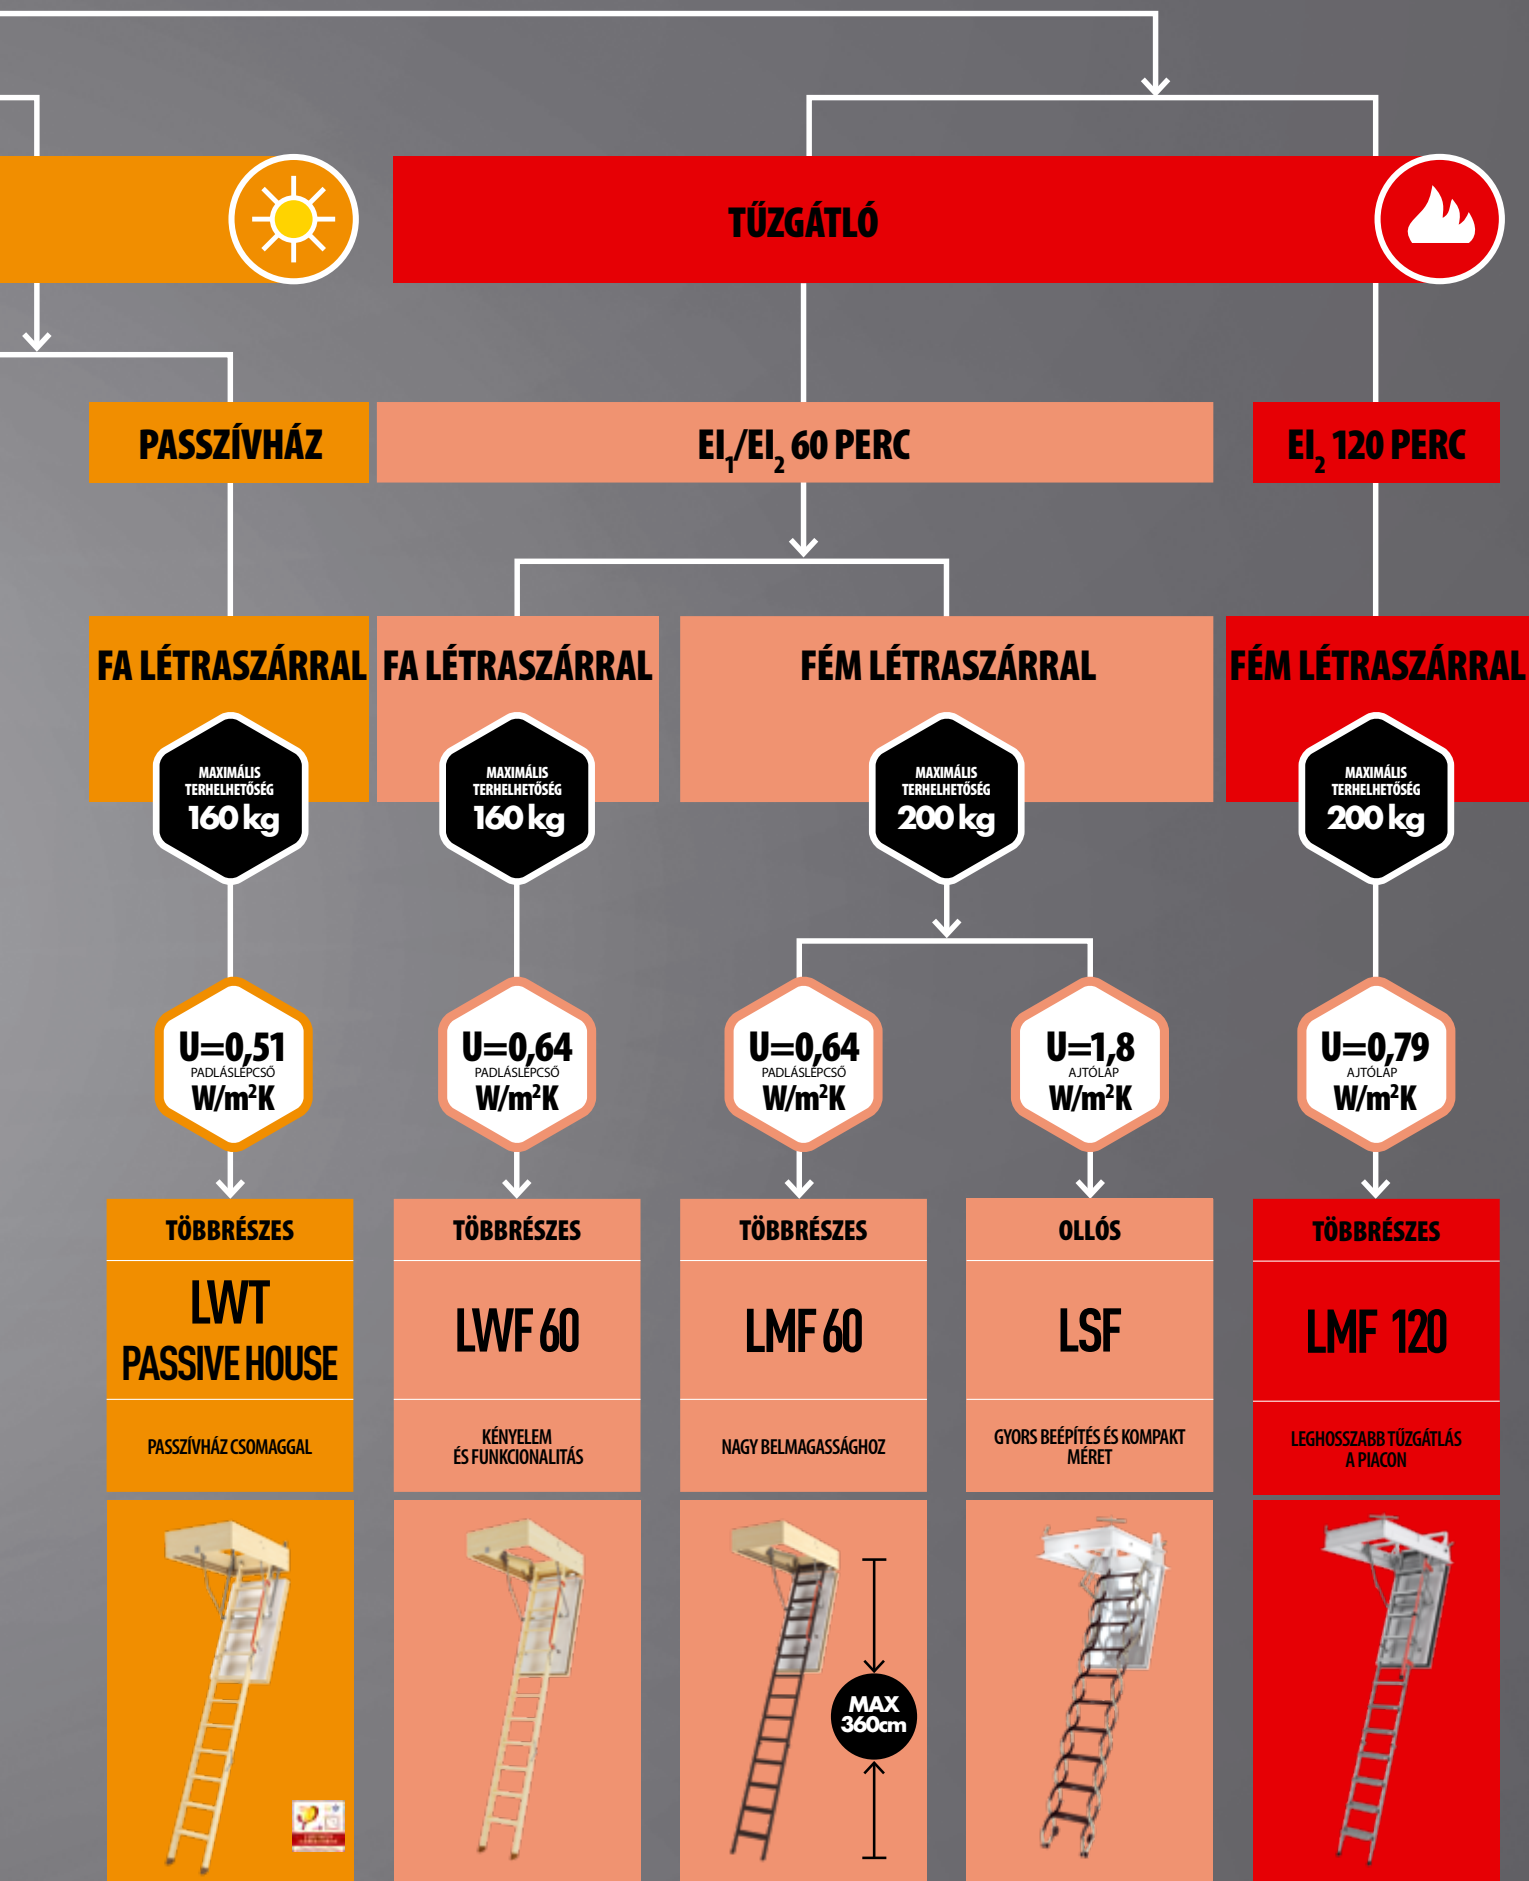 TŰZGÁTLÓ
PASSZÍVHÁZ
EI₁/EI₂ 60 PERC
EI₂ 120 PERC
FA LÉTRASZÁRRAL
FA LÉTRASZÁRRAL
FÉM LÉTRASZÁRRAL
FÉM LÉTRASZÁRRAL
MAXIMÁLIS
TERHELHETŐSÉG
160 kg
MAXIMÁLIS
TERHELHETŐSÉG
160 kg
MAXIMÁLIS
TERHELHETŐSÉG
200 kg
MAXIMÁLIS
TERHELHETŐSÉG
200 kg
U=0,51
PADLÁSLÉPCSŐ
W/m²K
U=0,64
PADLÁSLÉPCSŐ
W/m²K
U=0,64
PADLÁSLÉPCSŐ
W/m²K
U=1,8
AJTÓLAP
W/m²K
U=0,79
AJTÓLAP
W/m²K
TÖBBRÉSZES
LWT
PASSIVE HOUSE
PASSZÍVHÁZ CSOMAGGAL
TÖBBRÉSZES
LWF 60
KÉNYELEM
ÉS FUNKCIONALITÁS
TÖBBRÉSZES
LMF 60
NAGY BELMAGASSÁGHOZ
MAX
360cm
OLLÓS
LSF
GYORS BEÉPÍTÉS ÉS KOMPAKT
MÉRET
TÖBBRÉSZES
LMF 120
LEGHOSSZABB TŰZGÁTLÁS
A PIACON